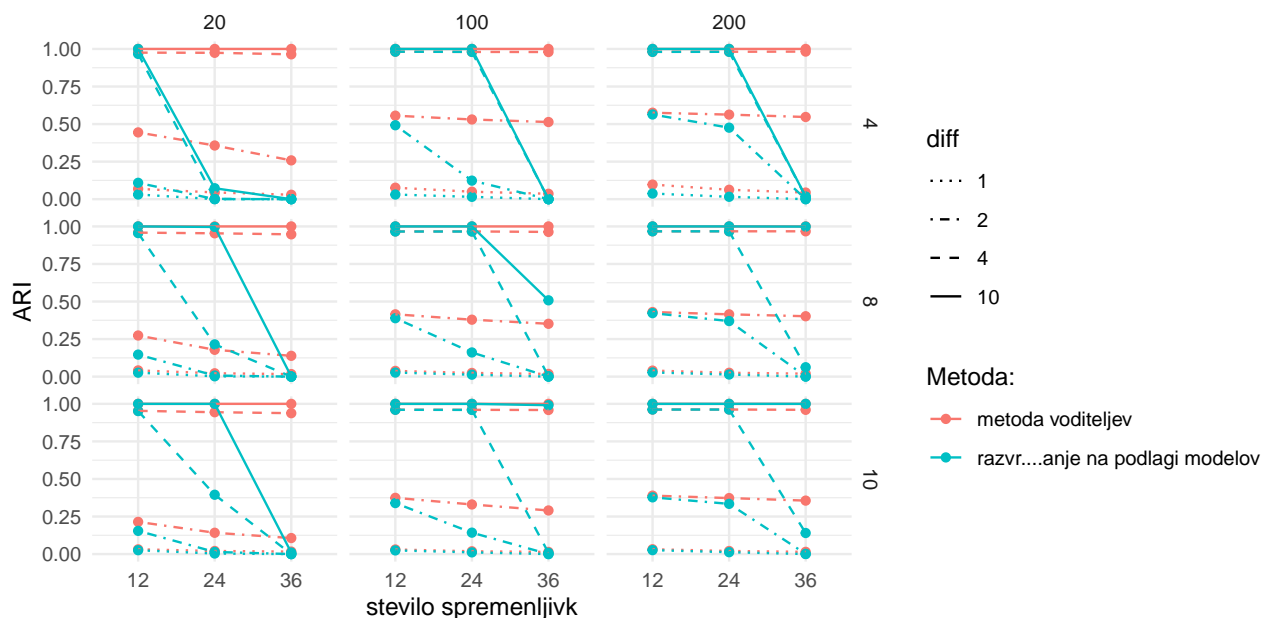 20 100 200
1.00
0.75
0.50
0.25
0.00
4
1.00
0.75
0.50
0.25
0.00
8
1.00
0.75
0.50
0.25
0.00
10
ARI
12 24 36 12 24 36 12 24 36
stevilo spremenljivk
diff
1
2
4
10
Metoda:
metoda voditeljev
razvr....anje na podlagi modelov